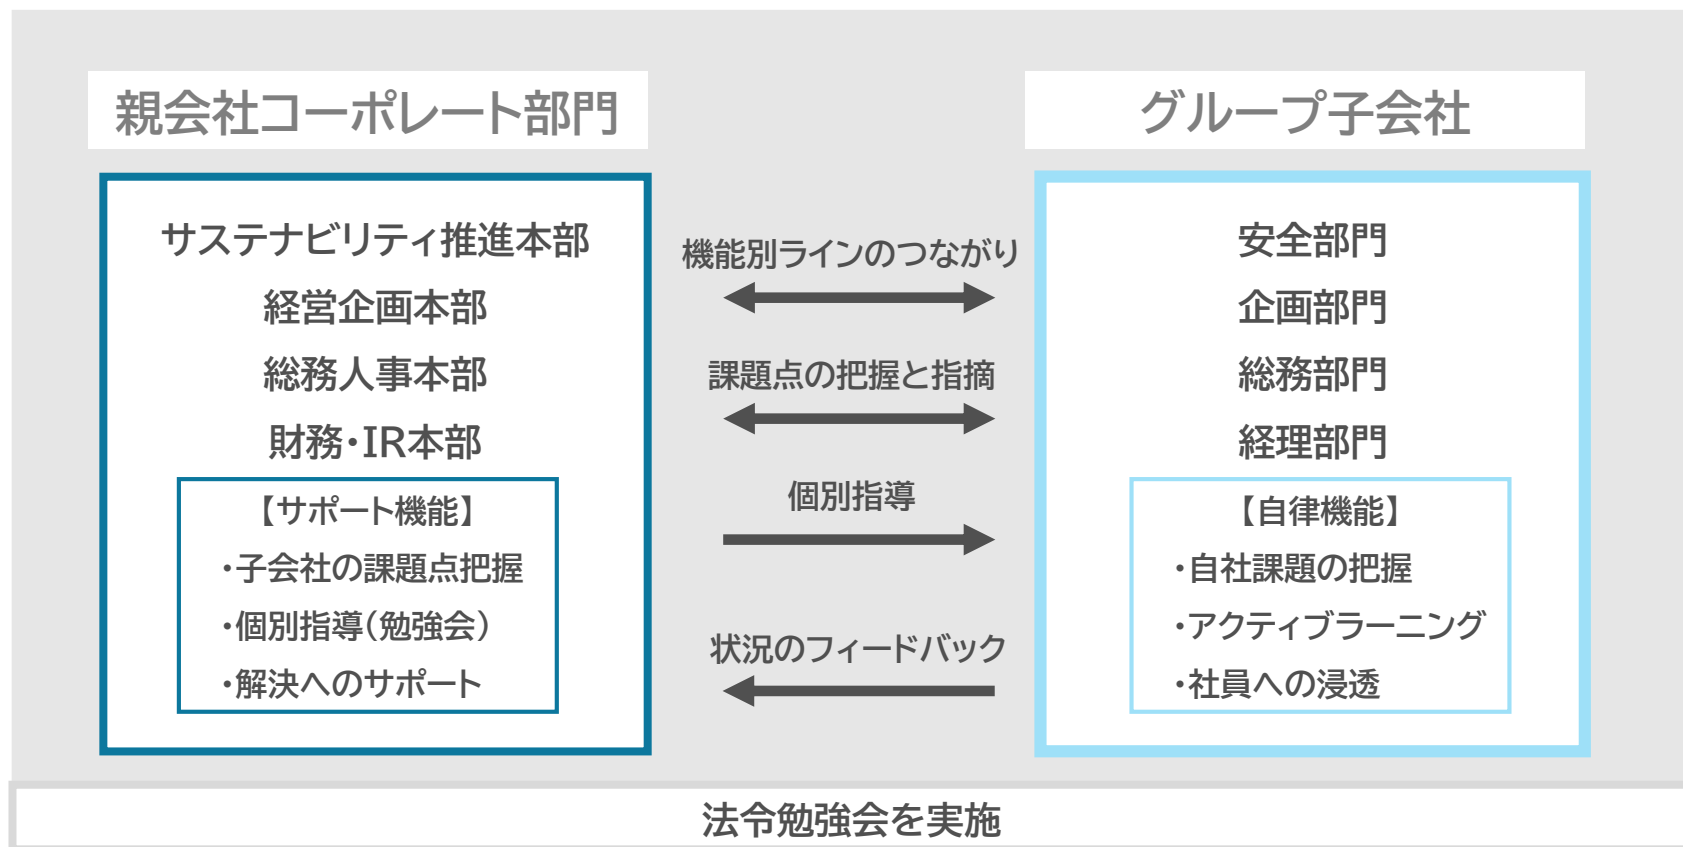 親会社コーポレート部門
サステナビリティ推進本部
経営企画本部
総務人事本部
財務・IR本部
【サポート機能】
・子会社の課題点把握
・個別指導(勉強会)
・解決へのサポート
機能別ラインのつながり
課題点の把握と指摘
個別指導
状況のフィードバック
グループ子会社
安全部門
企画部門
総務部門
経理部門
【自律機能】
・自社課題の把握
・アクティブラーニング
・社員への浸透
法令勉強会を実施